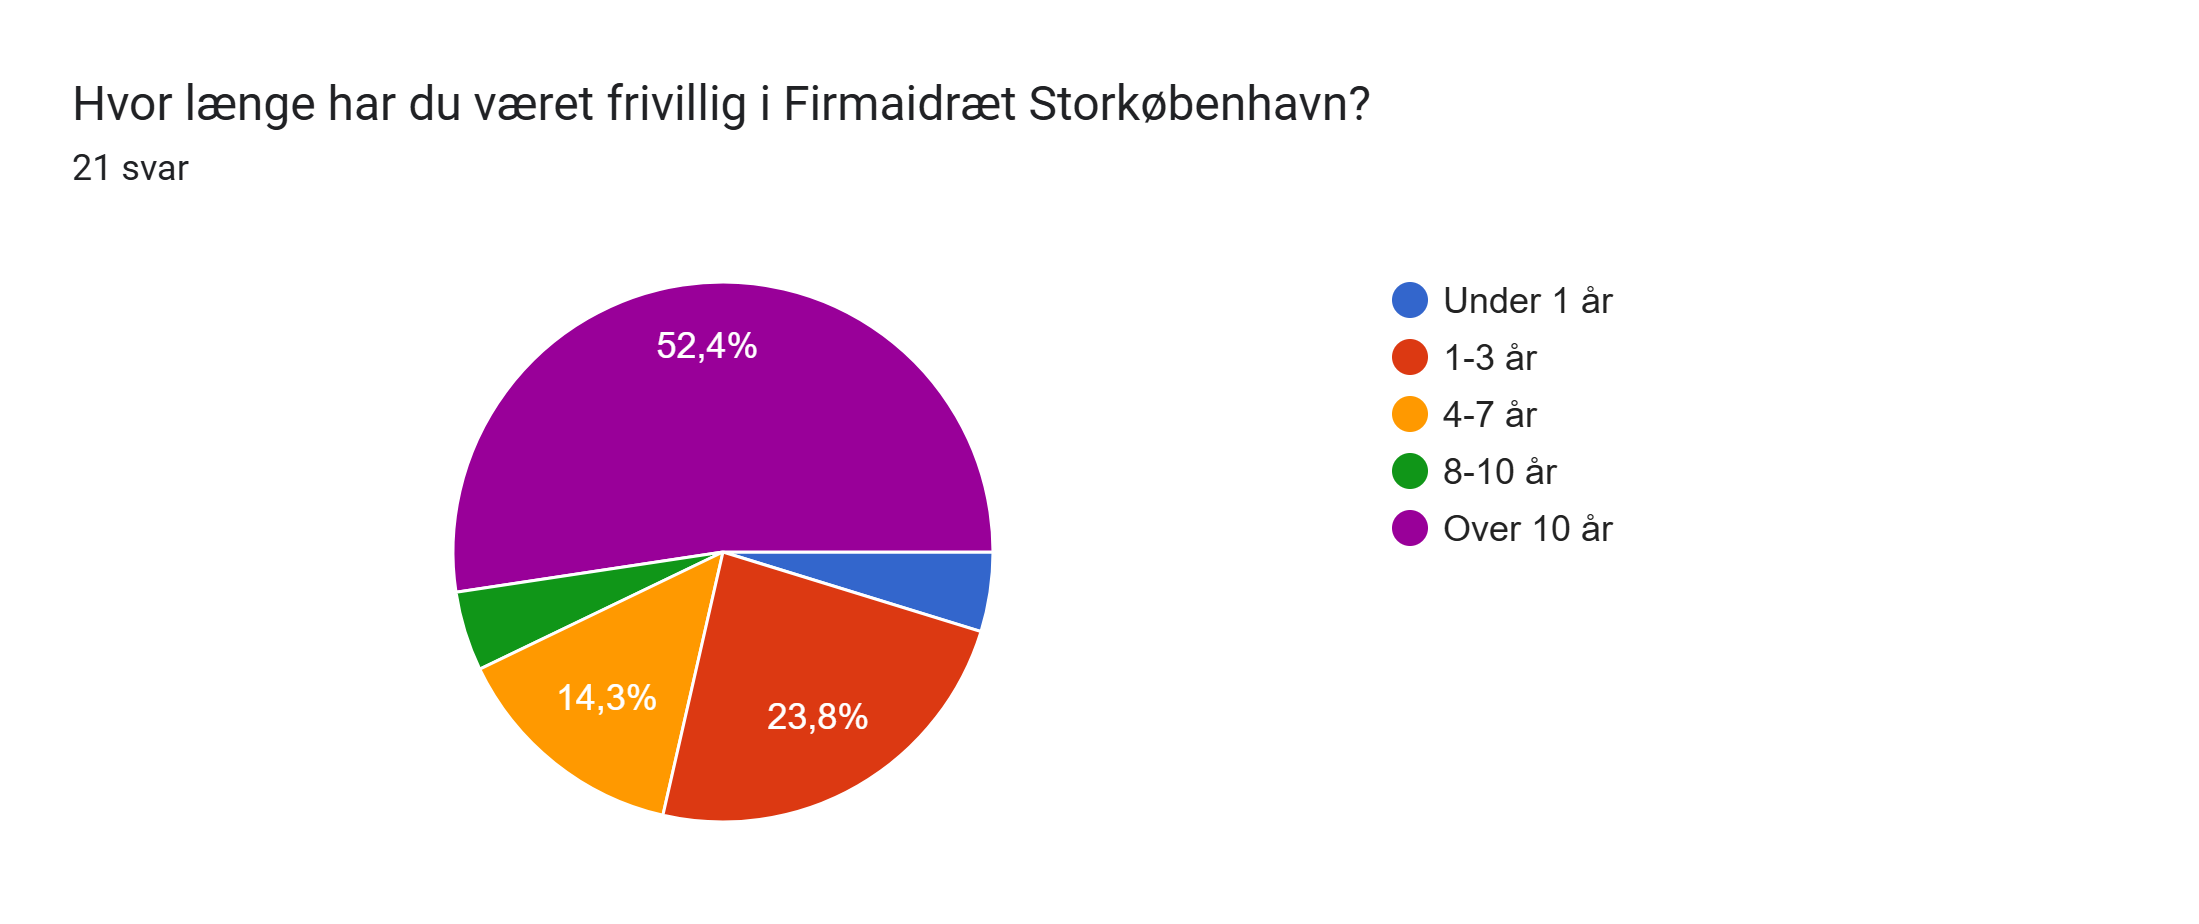 Hvor længe har du været frivillig i Firmaidræt Storkøbenhavn?
21 svar
52,4%
14,3%
23,8%
Under 1 år
1-3 år
4-7 år
8-10 år
Over 10 år